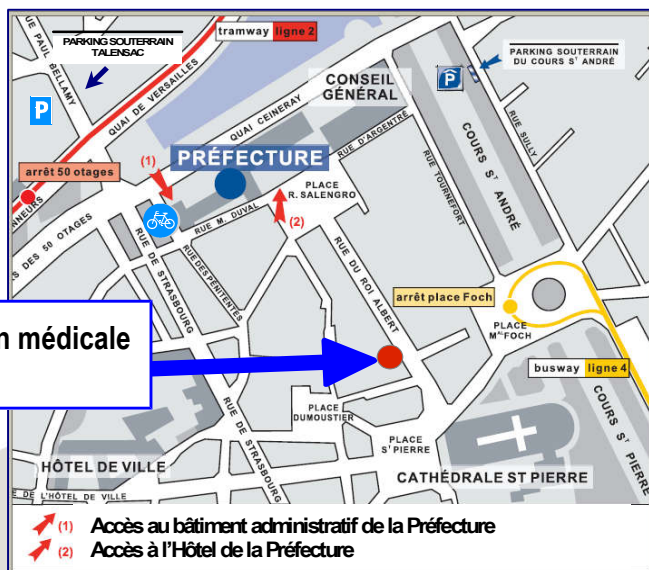 RUE PAUL BELLAMY
PARKING SOUTERRAIN
TALENSAC
tramway ligne 2
QUAI DE VERSAILLES
PARKING SOUTERRAIN
DU COURS ST ANDRÉ
P
P
CONSEIL
GÉNÉRAL
QUAI CEINERAY
RUE SULLY
COURS ST ANDRÉ
RUE D'ARGENTRÉ
RUE TOURNEFORT
(1)
PRÉFECTURE
arrêt 50 otages
PLACE
R. SALENGRO
(2)
RUE M. DUVAL
S DES 50 OTAGES
RUE DE STRASBOURG
RUE DES PÉNITENTES
RUE DU ROI ALBERT
arrêt place Foch
PLACE
MAL FOCH
n médicale
busway ligne 4
COURS ST PIERRE
PLACE
DUMOUSTIER
RUE DE STRASBOURG
PLACE
ST PIERRE
HÔTEL DE VILLE
CATHÉDRALE ST PIERRE
E DE L'HÔTEL DE VILLE
(1) Accès au bâtiment administratif de la Préfecture
(2) Accès à l'Hôtel de la Préfecture